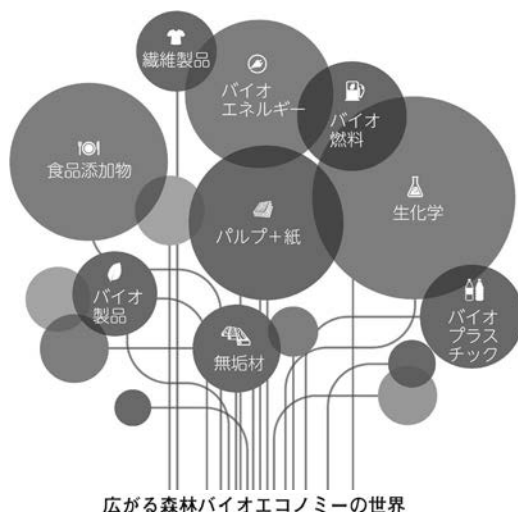 繊維製品
バイオ
エネルギー
バイオ
燃料
食品添加物
生化学
パルプ＋紙
バイオ
製品
バイオ
プラス
チック
無垢材
広がる森林バイオエコノミーの世界